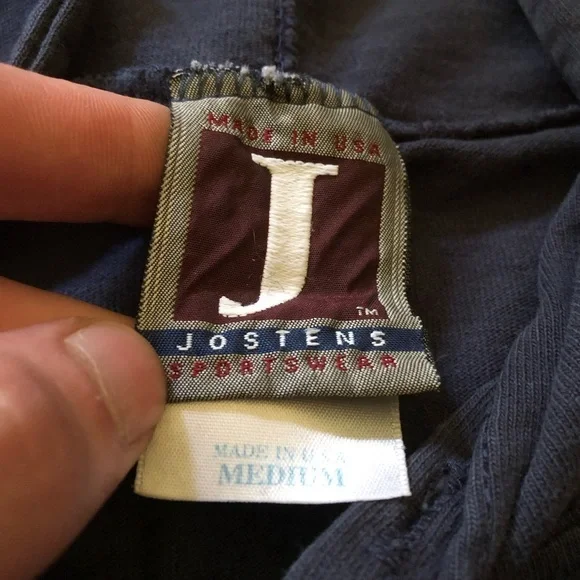 MADE IN USA
J
TM
JOSTENS
SPORTSWEAR
MADE IN U.S.A.
MEDIUM